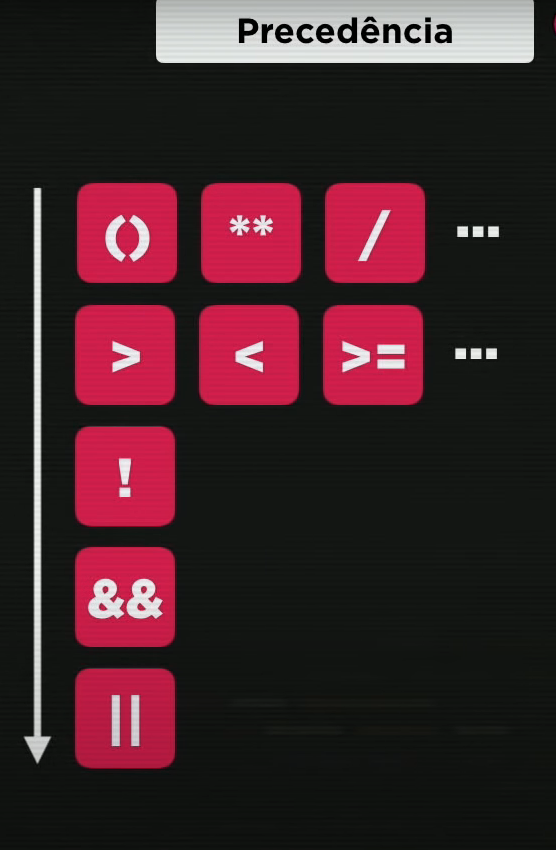 Precedência
() ** / ...
> < >= ...
!
&&
||